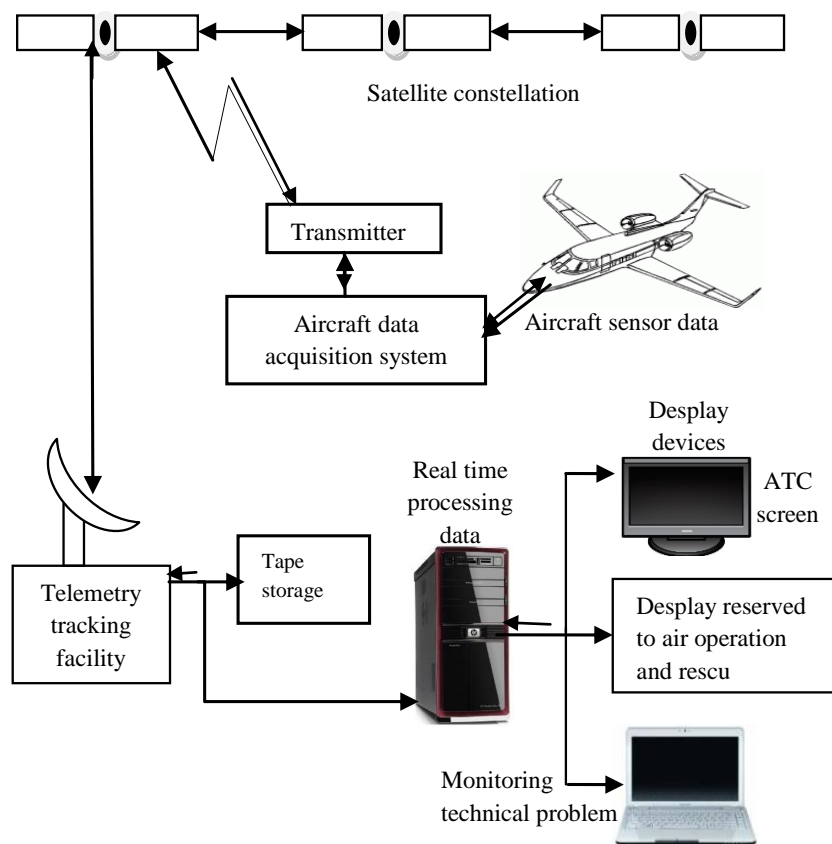 Satellite constellation
Transmitter
Aircraft data
acquisition system
Aircraft sensor data
Desplay
devices
ATC
screen
Real time
processing
data
Tape
storage
Telemetry
tracking
facility
Desplay reserved
to air operation
and rescu
Monitoring
technical problem